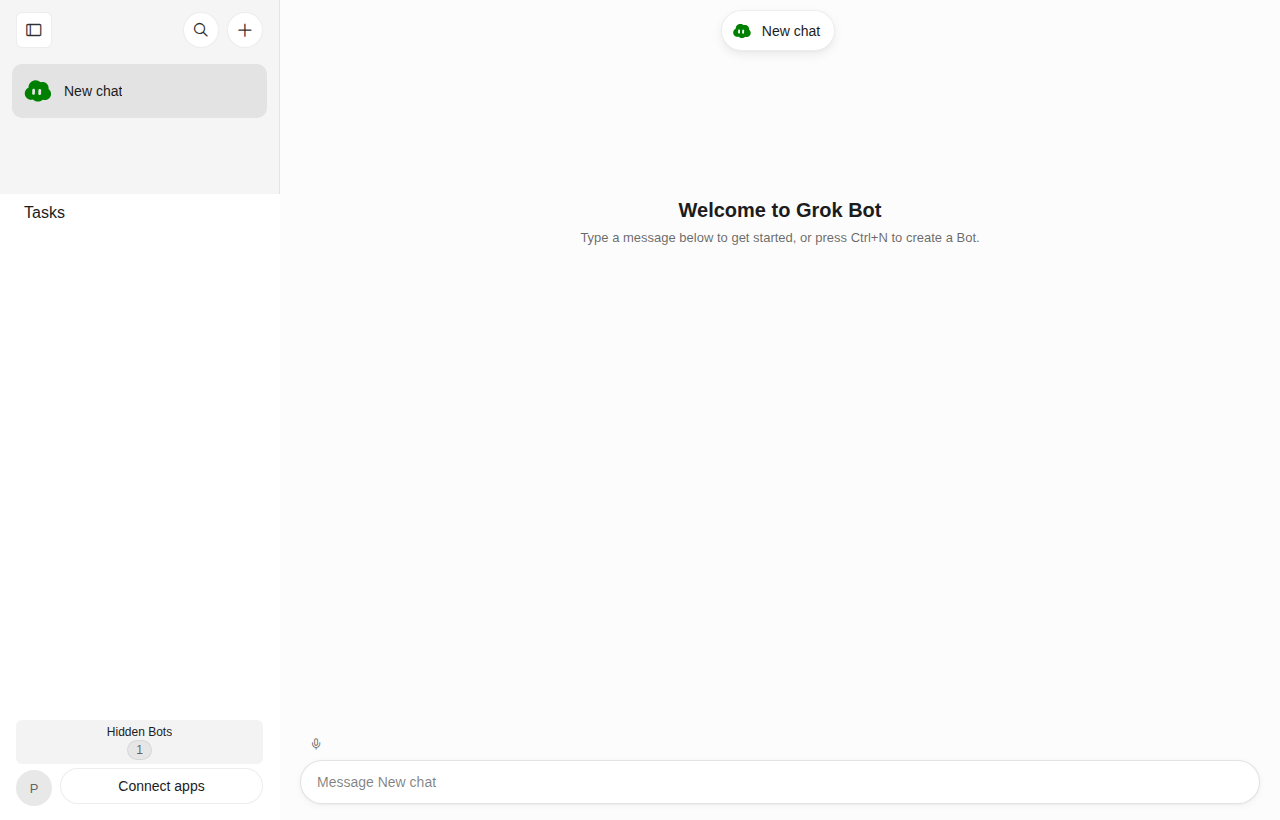 New chat
New chat
Tasks
Welcome to Grok Bot
Type a message below to get started, or press Ctrl+N to create a Bot.
Hidden Bots
1
P
Connect apps
Message New chat